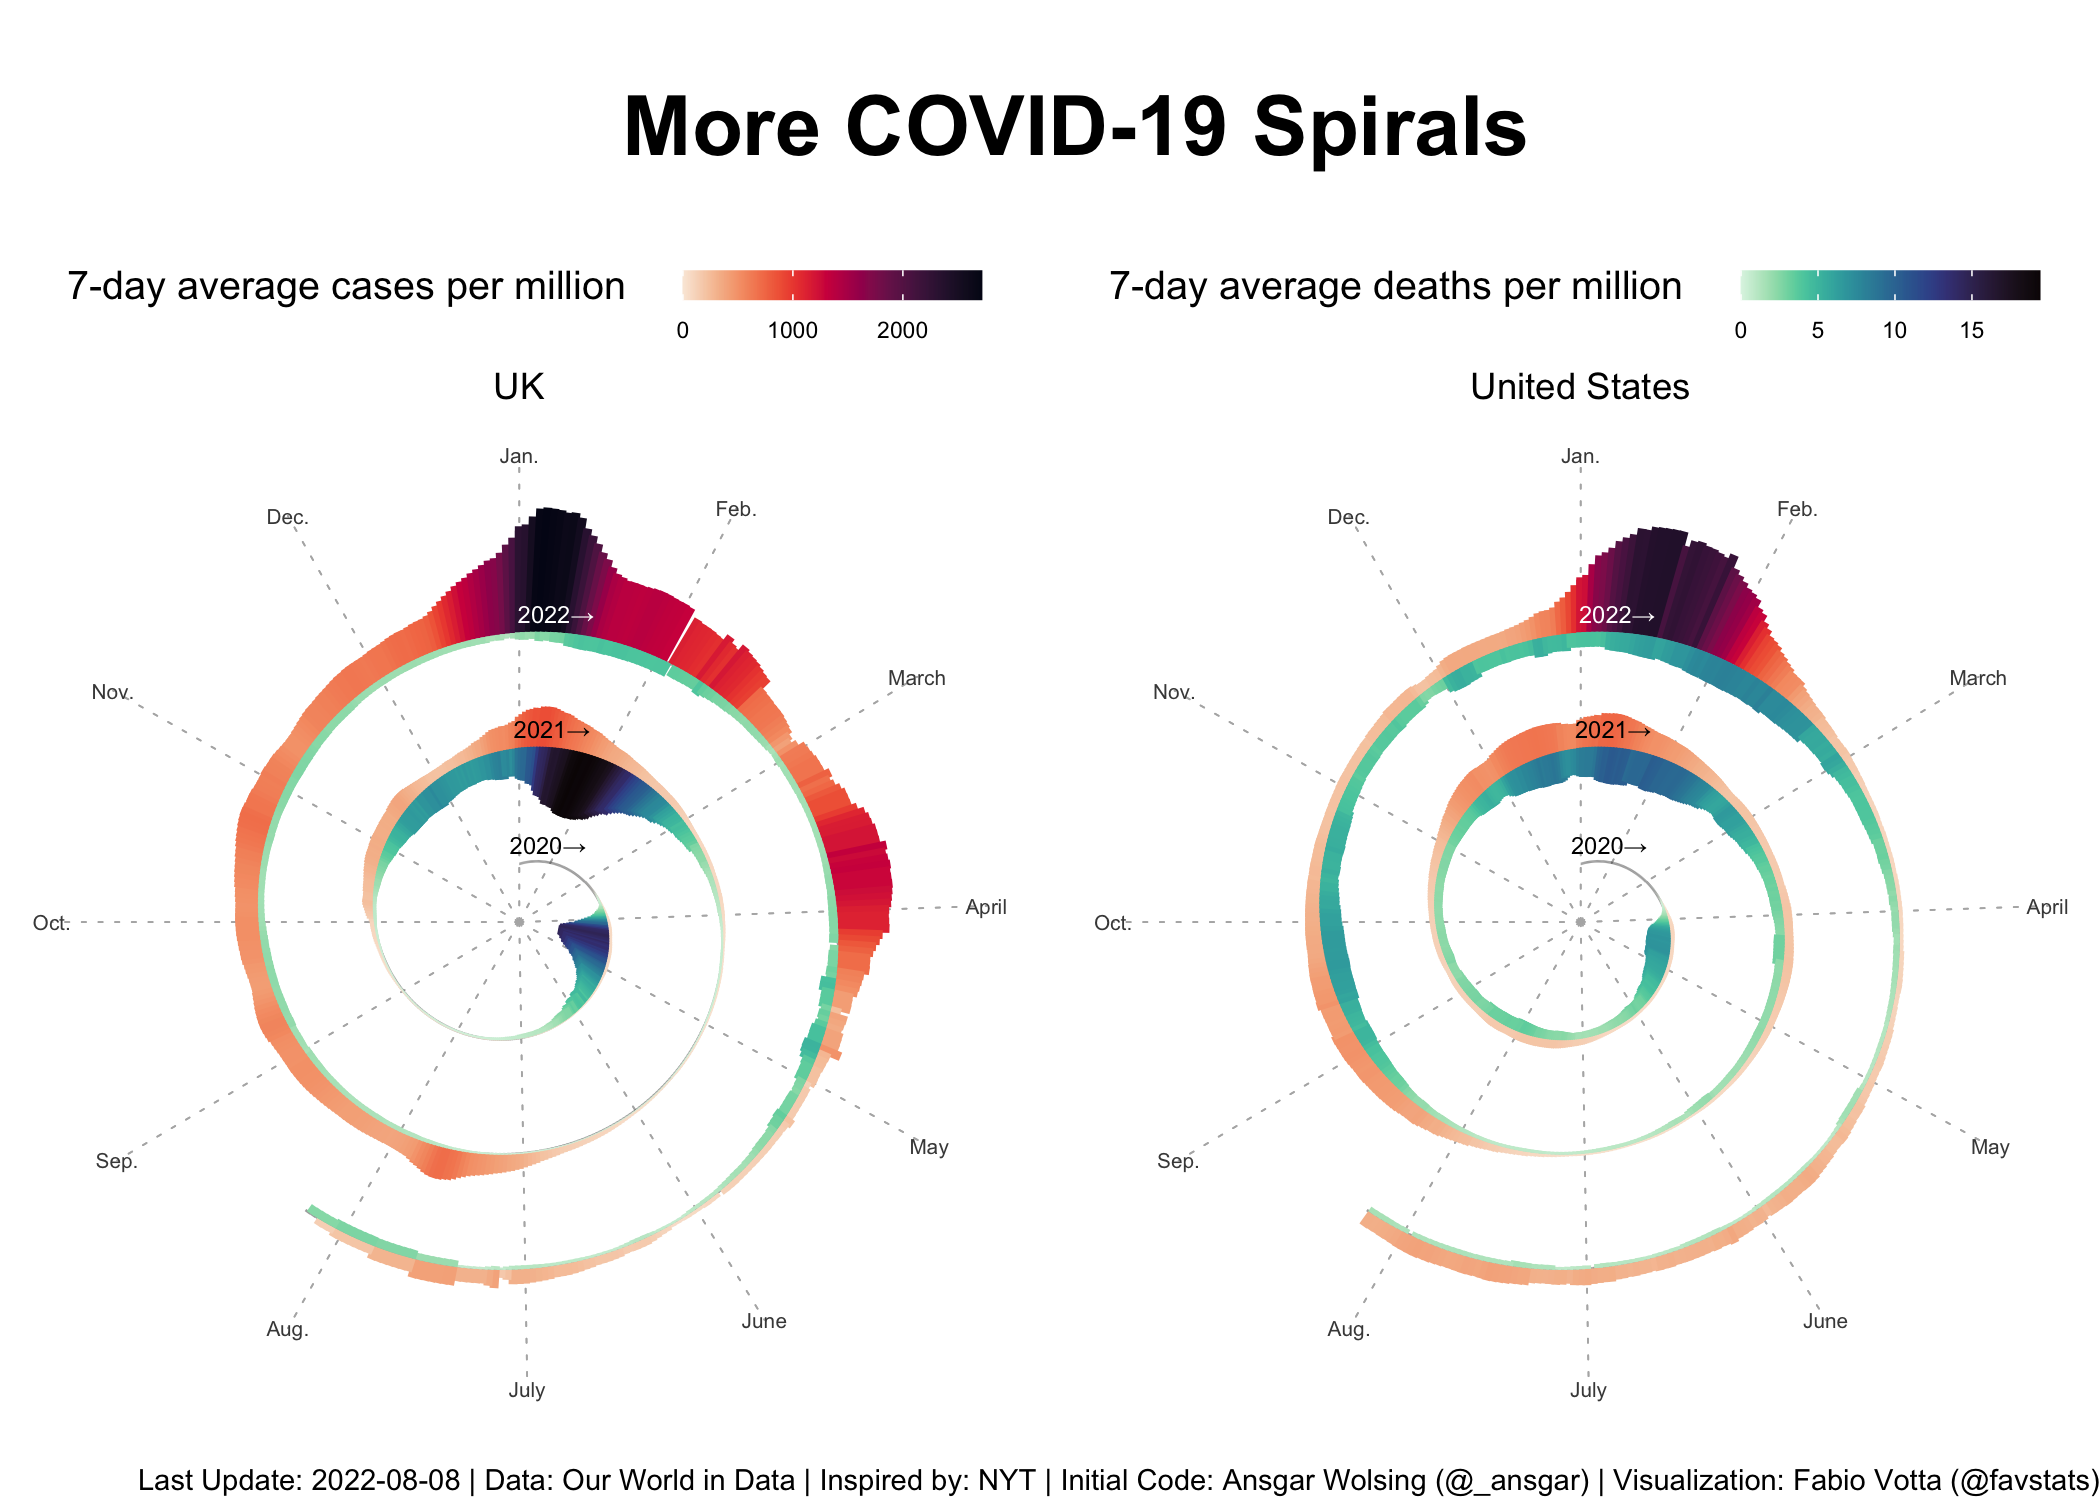 More COVID-19 Spirals
7-day average cases per million
0 1000 2000
7-day average deaths per million
0 5 10 15
UK
Jan.
Feb.
March
April
May
June
July
Aug.
Sep.
Oct.
Nov.
Dec.
2022→
2021→
2020→
United States
Jan.
Feb.
March
April
May
June
July
Aug.
Sep.
Oct.
Nov.
Dec.
2022→
2021→
2020→
Last Update: 2022-08-08 | Data: Our World in Data | Inspired by: NYT | Initial Code: Ansgar Wolsing (@_ansgar) | Visualization: Fabio Votta (@favstats)